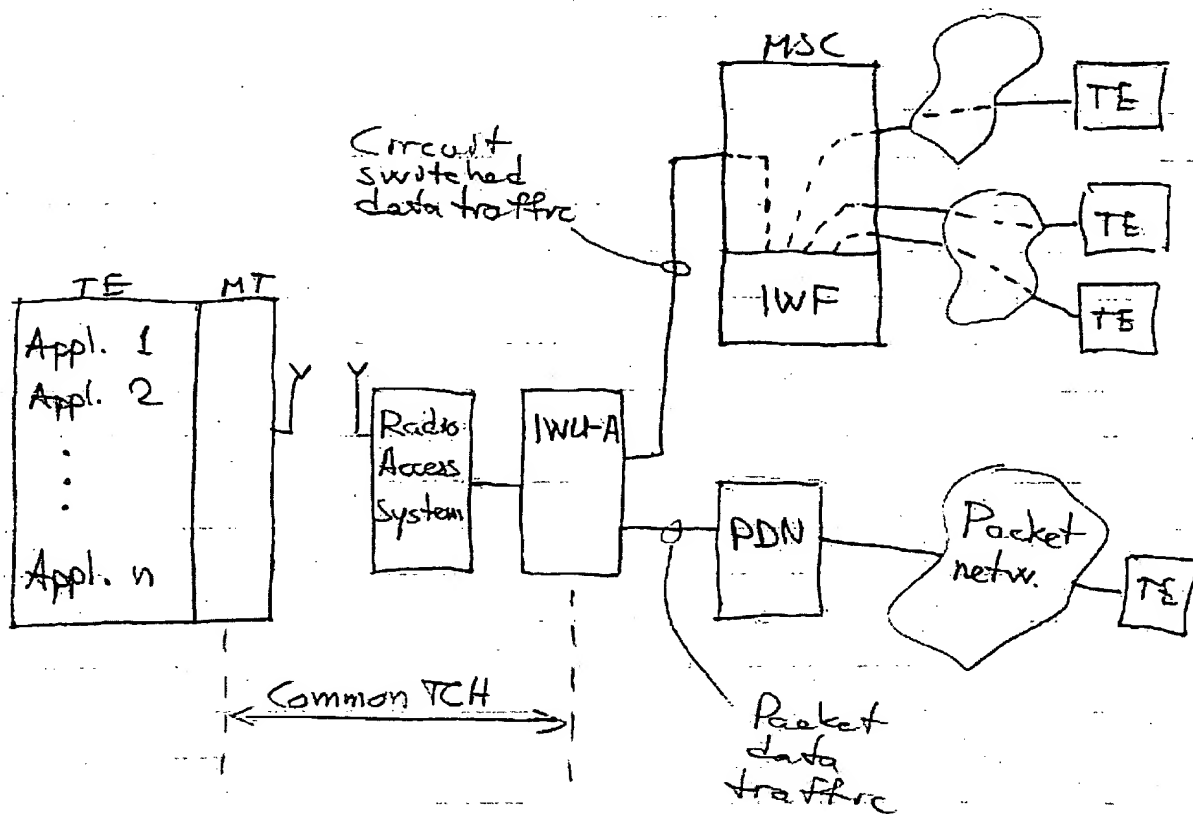 MSC
TE
Circuit
switched
data traffic
TE
IWF
TE
TE MT
Appl. 1
Appl. 2
Appl. n
Radio
Access
System
IWU-A
PDN
Packet
netw.
TE
Common TCH
Packet
data
traffic